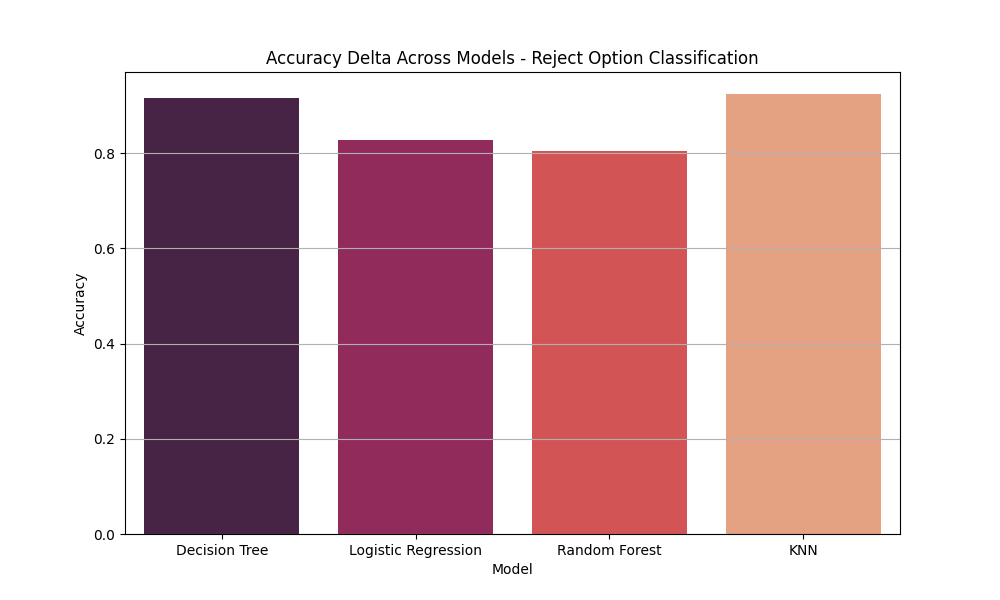 Accuracy Delta Across Models - Reject Option Classification
Accuracy
0.8
0.6
0.4
0.2
0.0
Decision Tree
Logistic Regression
Random Forest
KNN
Model